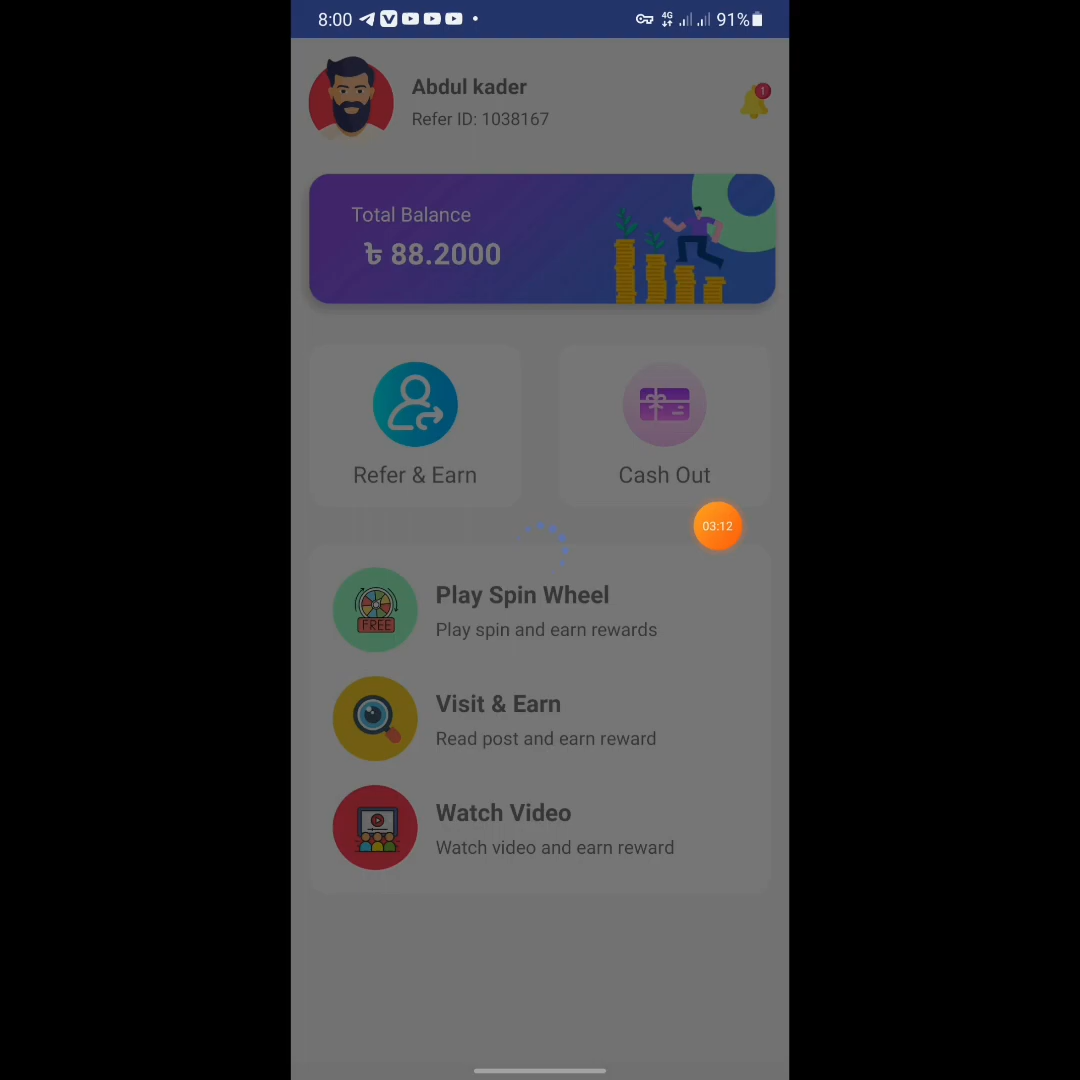 8:00
4G
91%
Abdul kader
Refer ID: 1038167
1
Total Balance
৳ 88.2000
Refer & Earn
Cash Out
03:12
FREE
Play Spin Wheel
Play spin and earn rewards
Visit & Earn
Read post and earn reward
Watch Video
Watch video and earn reward